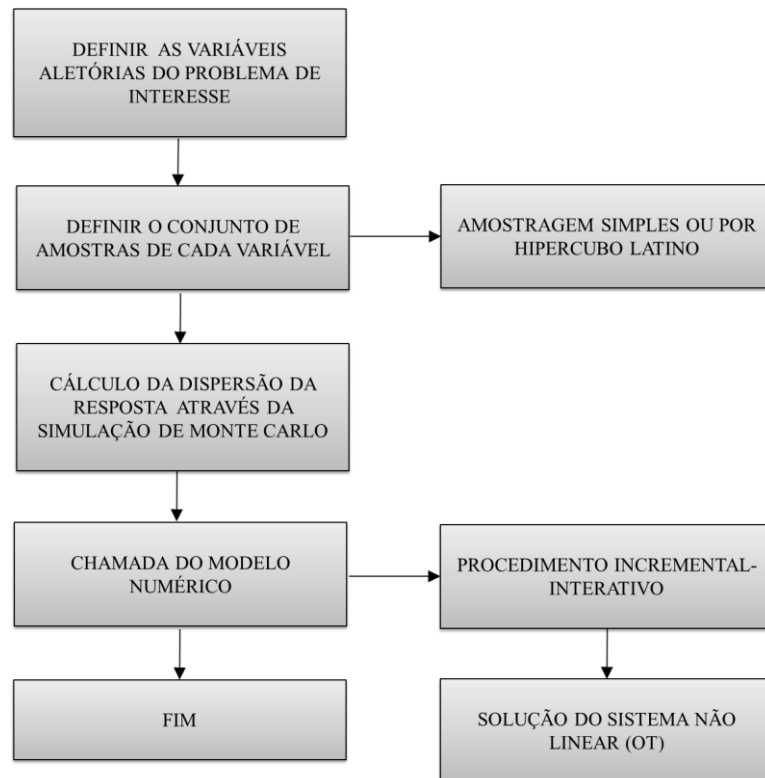 DEFINIR AS VARIÁVEIS
ALETÓRIAS DO PROBLEMA DE
INTERESSE
DEFINIR O CONJUNTO DE
AMOSTRAS DE CADA VARIÁVEL
AMOSTRAGEM SIMPLES OU POR
HIPERCUBO LATINO
CÁLCULO DA DISPERSÃO DA
RESPOSTA ATRAVÉS DA
SIMULAÇÃO DE MONTE CARLO
CHAMADA DO MODELO
NUMÉRICO
PROCEDIMENTO INCREMENTAL-
INTERATIVO
FIM
SOLUÇÃO DO SISTEMA NÃO
LINEAR (OT)